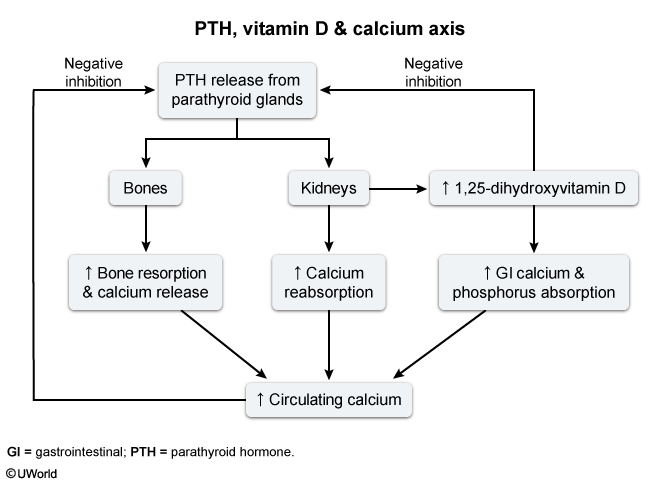 PTH, vitamin D & calcium axis
Negative
inhibition
PTH release from
parathyroid glands
Negative
inhibition
Bones
Kidneys
↑ 1,25-dihydroxyvitamin D
↑ Bone resorption
& calcium release
↑ Calcium
reabsorption
↑ GI calcium &
phosphorus absorption
↑ Circulating calcium
GI = gastrointestinal; PTH = parathyroid hormone.
©UWorld